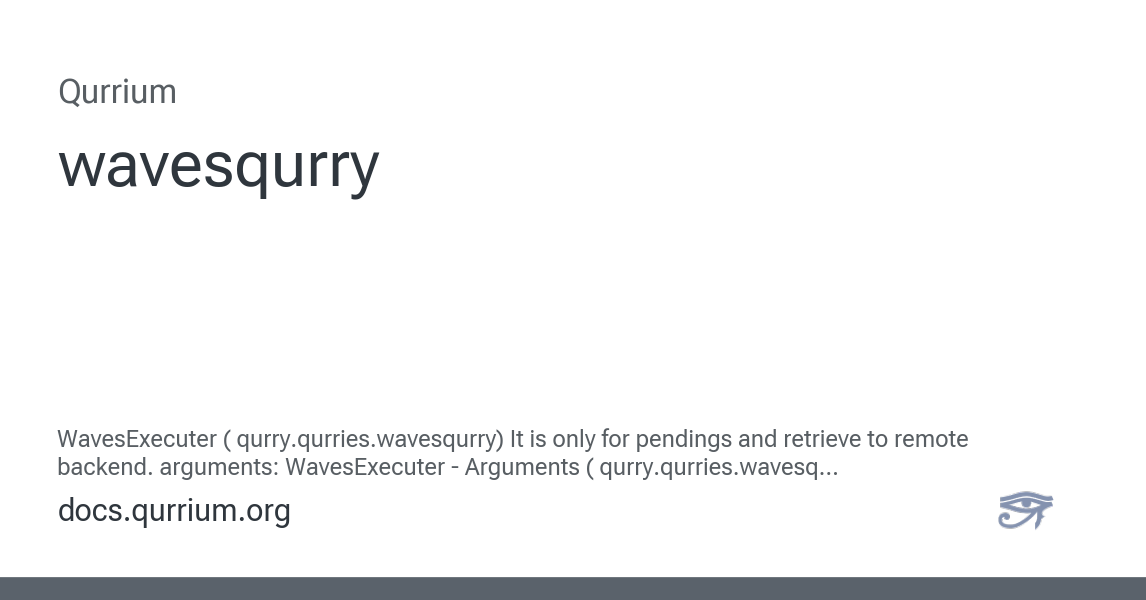 Qurrium
wavesqurry
WavesExecuter ( qurry.qurries.wavesqurry) It is only for pendings and retrieve to remote
backend. arguments: WavesExecuter - Arguments ( qurry.qurries.wavesq...
docs.qurrium.org